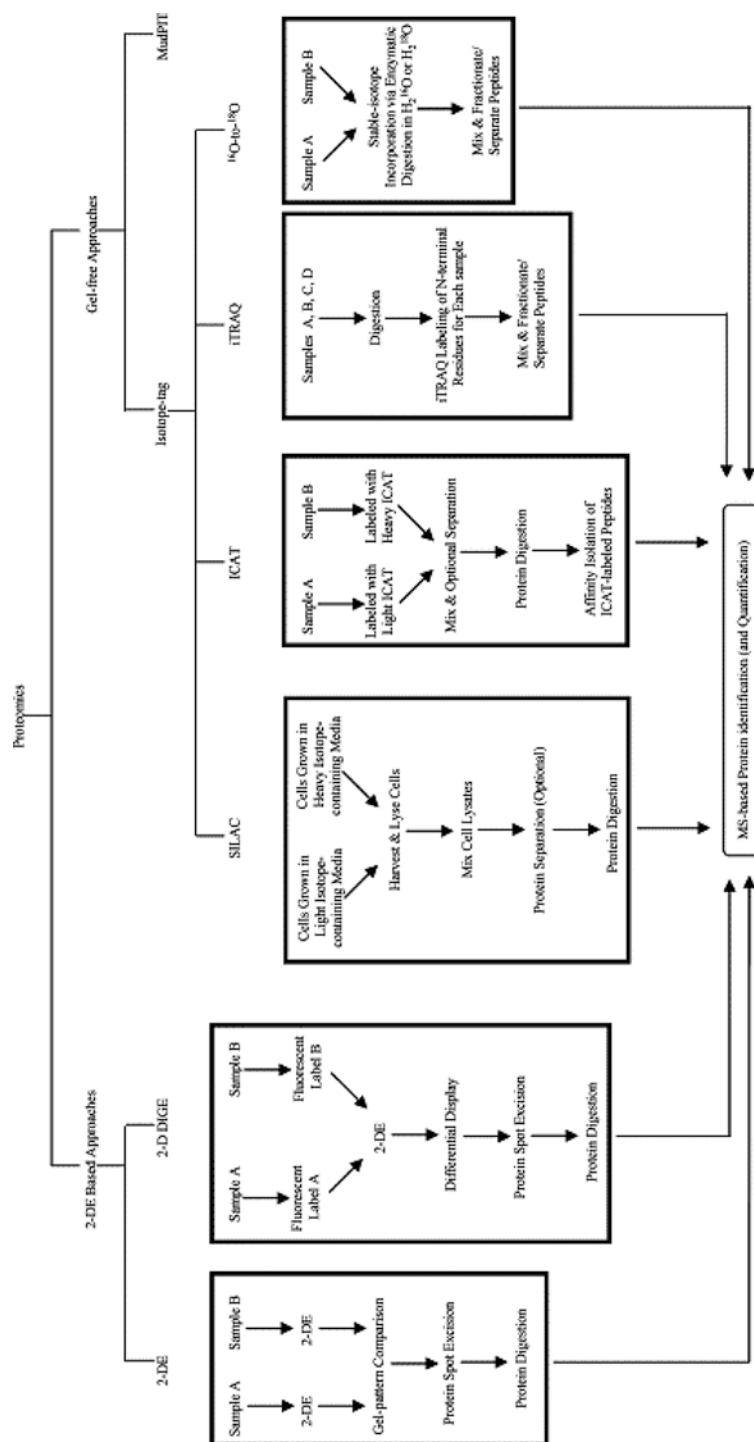 Proteomics
2-DE Based Approaches
Gel-free Approaches
2-DE
2-D DIGE
Isotope-tag
MudPIT
SILAC
ICAT
iTRAQ
¹⁶O-to-¹⁸O
Sample A
Sample B
2-DE
2-DE
Gel-pattern Comparison
Protein Spot Excision
Protein Digestion
Sample A
Sample B
Fluorescent
Label A
Fluorescent
Label B
2-DE
Differential Display
Protein Spot Excision
Protein Digestion
Cells Grown in
Light Isotope-
containing Media
Cells Grown in
Heavy Isotope-
containing Media
Harvest & Lyse Cells
Mix Cell Lysates
Protein Separation (Optional)
Protein Digestion
Sample A
Sample B
Labeled with
Light ICAT
Labeled with
Heavy ICAT
Mix & Optional Separation
Protein Digestion
Affinity Isolation of
ICAT-labeled Peptides
Samples A, B, C, D
Digestion
iTRAQ Labeling of N-terminal
Residues for Each sample
Mix & Fractionate/
Separate Peptides
Sample A
Sample B
Stable-isotope
Incorporation via Enzymatic
Digestion in H₂¹⁶O or H₂¹⁸O
Mix & Fractionate/
Separate Peptides
MS-based Protein identification (and Quantification)